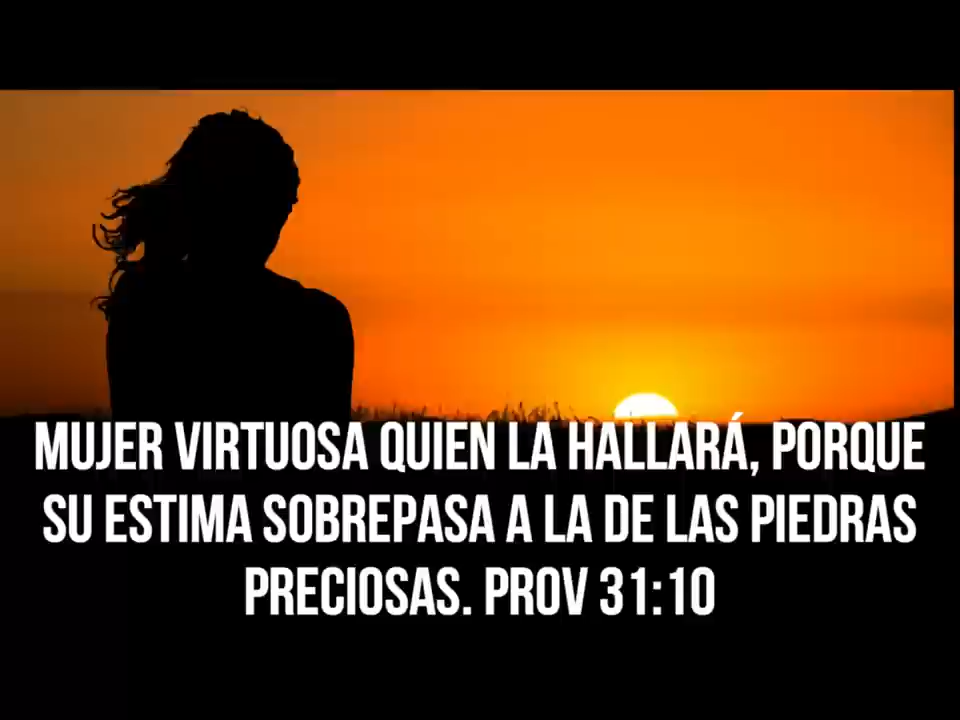 MUJER VIRTUOSA QUIEN LA HALLARÁ, PORQUE
SU ESTIMA SOBREPASA A LA DE LAS PIEDRAS
PRECIOSAS. PROV 31:10